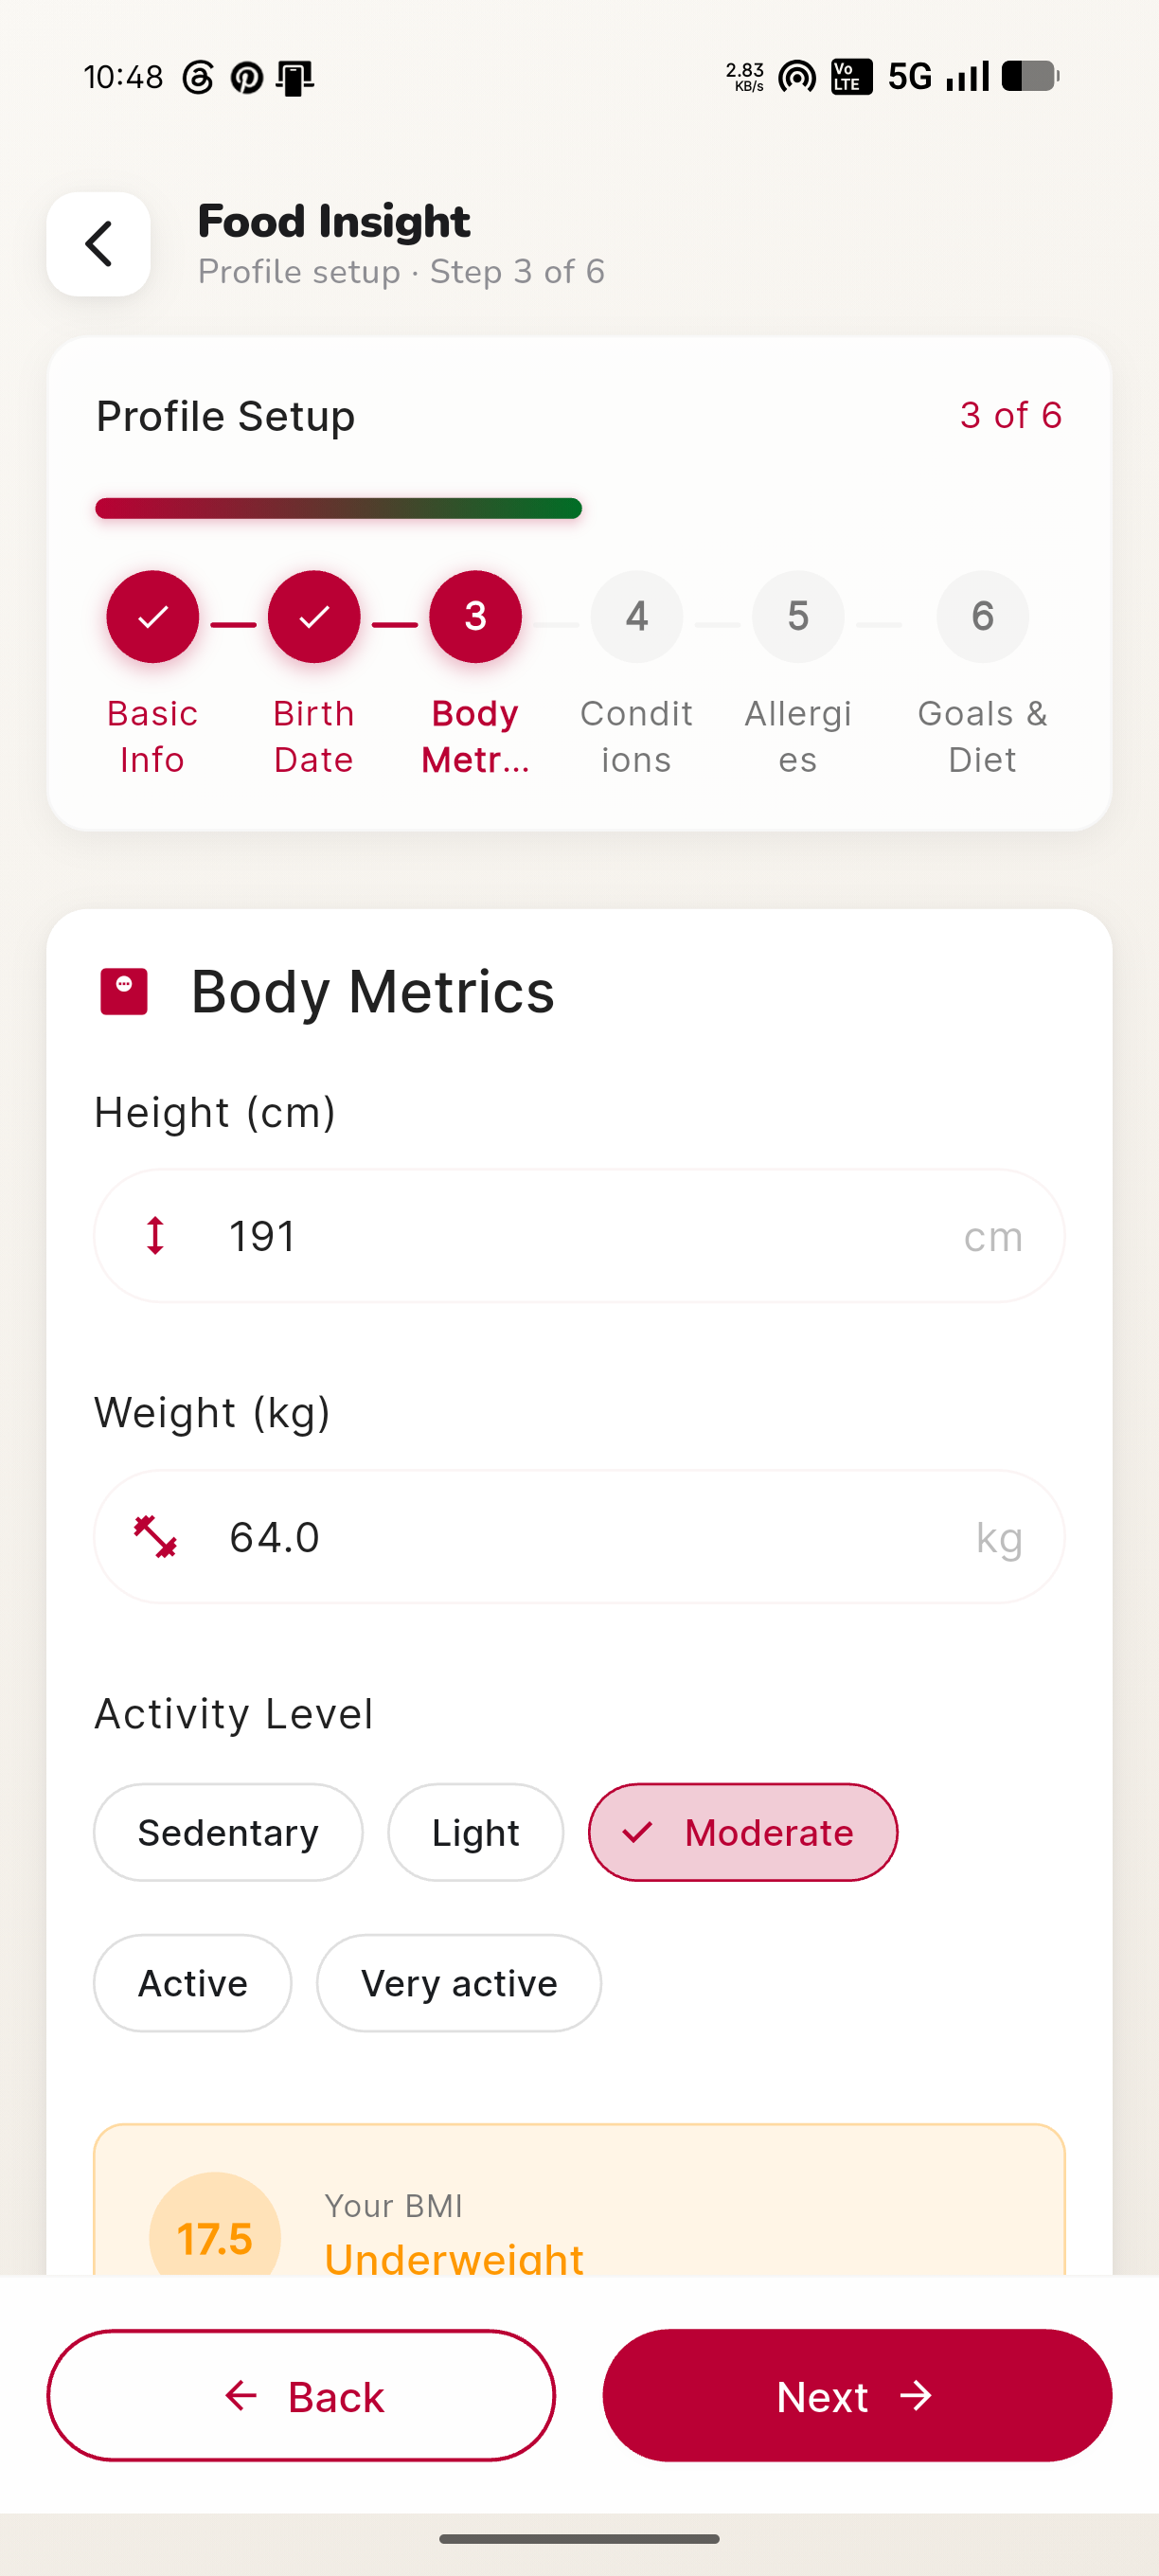 10:48
2.83 KB/s
Vo LTE
5G
Food Insight
Profile setup · Step 3 of 6
Profile Setup
3 of 6
3
4
5
6
Basic Info
Birth Date
Body Metr...
Condit ions
Allergi es
Goals & Diet
Body Metrics
Height (cm)
191
cm
Weight (kg)
64.0
kg
Activity Level
Sedentary
Light
Moderate
Active
Very active
Your BMI
17.5
Underweight
Back
Next